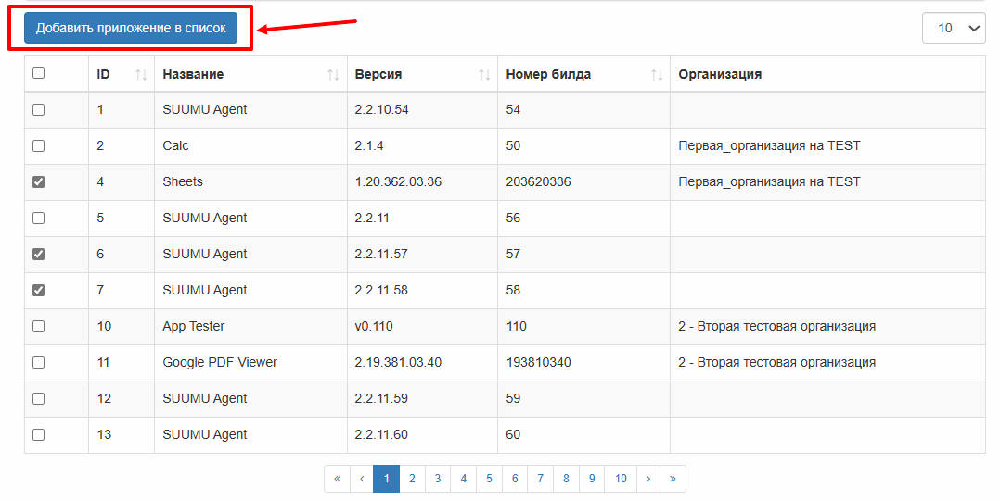 Добавить приложение в список 10
ID Название Версия Номер билда Организация
1 SUUMU Agent 2.2.10.54 54
2 Calc 2.1.4 50 Первая_организация на TEST
4 Sheets 1.20.362.03.36 203620336 Первая_организация на TEST
5 SUUMU Agent 2.2.11 56
6 SUUMU Agent 2.2.11.57 57
7 SUUMU Agent 2.2.11.58 58
10 App Tester v0.110 110 2 - Вторая тестовая организация
11 Google PDF Viewer 2.19.381.03.40 193810340 2 - Вторая тестовая организация
12 SUUMU Agent 2.2.11.59 59
13 SUUMU Agent 2.2.11.60 60
« ‹ 1 2 3 4 5 6 7 8 9 10 › »